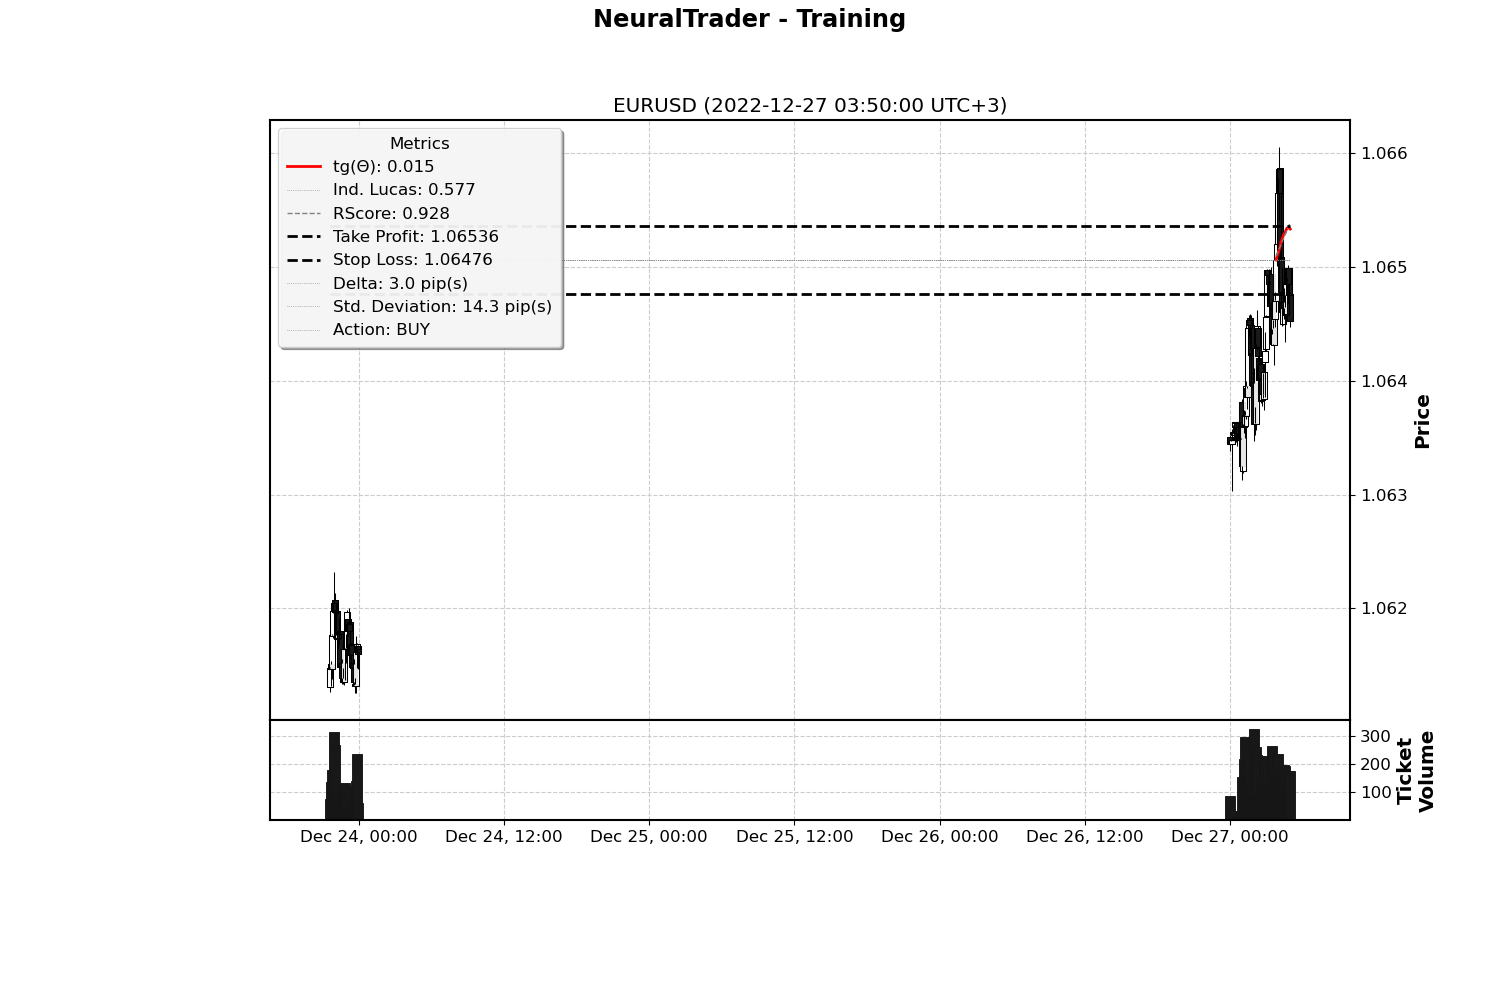 NeuralTrader - Training
EURUSD (2022-12-27 03:50:00 UTC+3)
Metrics
tg(Θ): 0.015
Ind. Lucas: 0.577
RScore: 0.928
Take Profit: 1.06536
Stop Loss: 1.06476
Delta: 3.0 pip(s)
Std. Deviation: 14.3 pip(s)
Action: BUY
1.066
1.065
1.064
1.063
1.062
Price
300
200
100
Ticket
Volume
Dec 24, 00:00
Dec 24, 12:00
Dec 25, 00:00
Dec 25, 12:00
Dec 26, 00:00
Dec 26, 12:00
Dec 27, 00:00